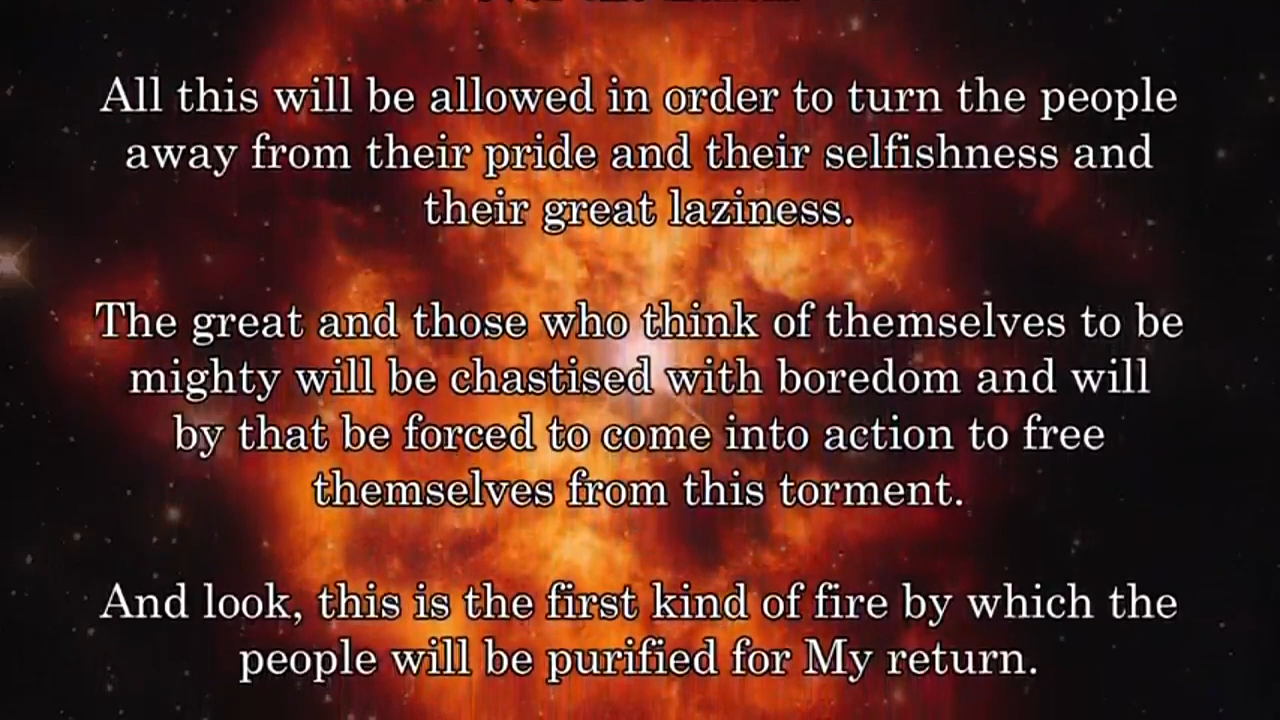 All this will be allowed in order to turn the people
away from their pride and their selfishness and
their great laziness.
The great and those who think of themselves to be
mighty will be chastised with boredom and will
by that be forced to come into action to free
themselves from this torment.
And look, this is the first kind of fire by which the
people will be purified for My return.